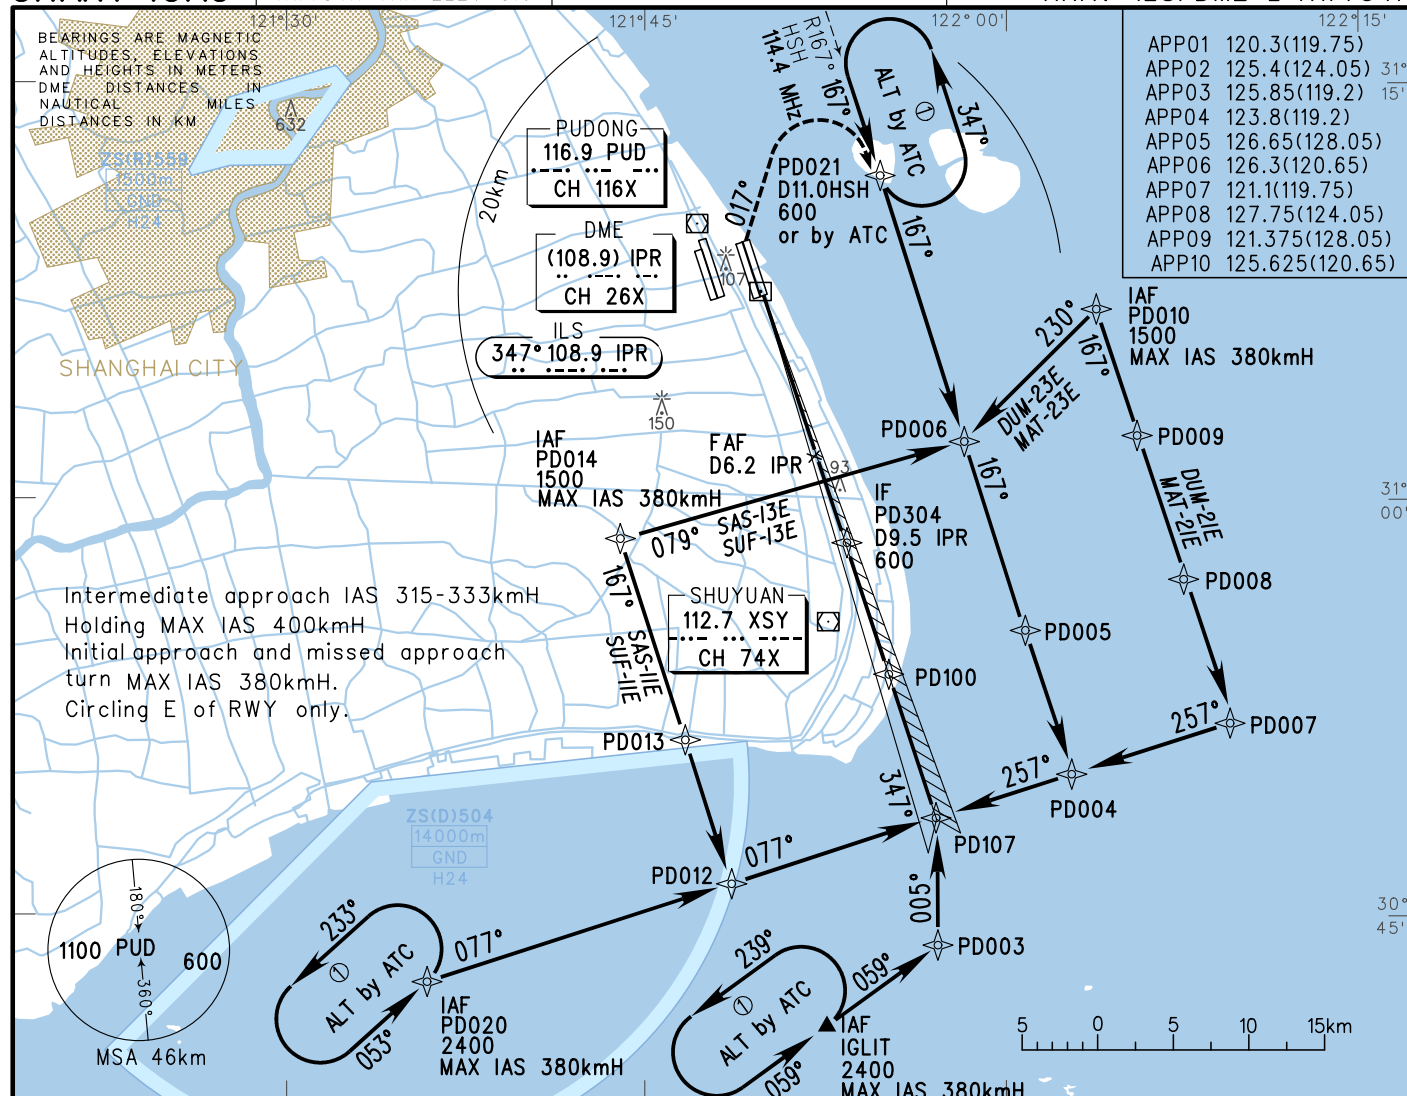 121°30'
121°45'
122°00'
122°15'
BEARINGS ARE MAGNETIC
ALTITUDES, ELEVATIONS
AND HEIGHTS IN METERS
DME DISTANCES IN
NAUTICAL MILES
DISTANCES IN KM
632
ZS(R)559
1500m
GND
H24
SHANGHAI CITY
20km
PUDONG
116.9 PUD
CH 116X
DME
(108.9) IPR
CH 26X
ILS
347° 108.9 IPR
107
150
93
017°
R167°
HSH
114.4 MHz
167°
ALT by ATC
①
347°
PD021
D11.0HSH
600
or by ATC
167°
APP01 120.3(119.75)
APP02 125.4(124.05)
APP03 125.85(119.2)
APP04 123.8(119.2)
APP05 126.65(128.05)
APP06 126.3(120.65)
APP07 121.1(119.75)
APP08 127.75(124.05)
APP09 121.375(128.05)
APP10 125.625(120.65)
31°
15'
IAF
PD010
1500
MAX IAS 380kmH
230°
167°
DUM-23E
MAT-23E
PD006
PD009
167°
DUM-21E
MAT-21E
PD008
PD005
PD007
257°
257°
PD004
31°
00'
IAF
PD014
1500
MAX IAS 380kmH
FAF
D6.2 IPR
IF
PD304
D9.5 IPR
600
079°
SAS-13E
SUF-13E
167°
SAS-11E
SUF-11E
SHUYUAN
112.7 XSY
CH 74X
PD100
PD013
347°
PD107
Intermediate approach IAS 315-333kmH
Holding MAX IAS 400kmH
Initial approach and missed approach
turn MAX IAS 380kmH.
Circling E of RWY only.
ZS(D)504
14000m
GND
H24
PD012
077°
005°
PD003
30°
45'
180°
1100 PUD 600
360°
MSA 46km
233°
①
ALT by ATC
053°
077°
IAF
PD020
2400
MAX IAS 380kmH
239°
①
ALT by ATC
059°
059°
IAF
IGLIT
2400
MAX IAS 380kmH
5 0 5 10 15km